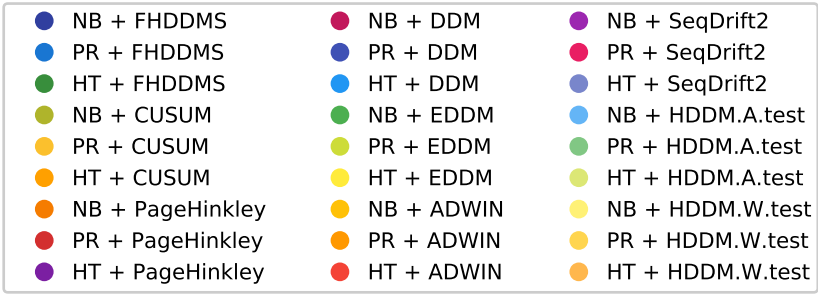 NB + FHDDMS
PR + FHDDMS
HT + FHDDMS
NB + CUSUM
PR + CUSUM
HT + CUSUM
NB + PageHinkley
PR + PageHinkley
HT + PageHinkley
NB + DDM
PR + DDM
HT + DDM
NB + EDDM
PR + EDDM
HT + EDDM
NB + ADWIN
PR + ADWIN
HT + ADWIN
NB + SeqDrift2
PR + SeqDrift2
HT + SeqDrift2
NB + HDDM.A.test
PR + HDDM.A.test
HT + HDDM.A.test
NB + HDDM.W.test
PR + HDDM.W.test
HT + HDDM.W.test